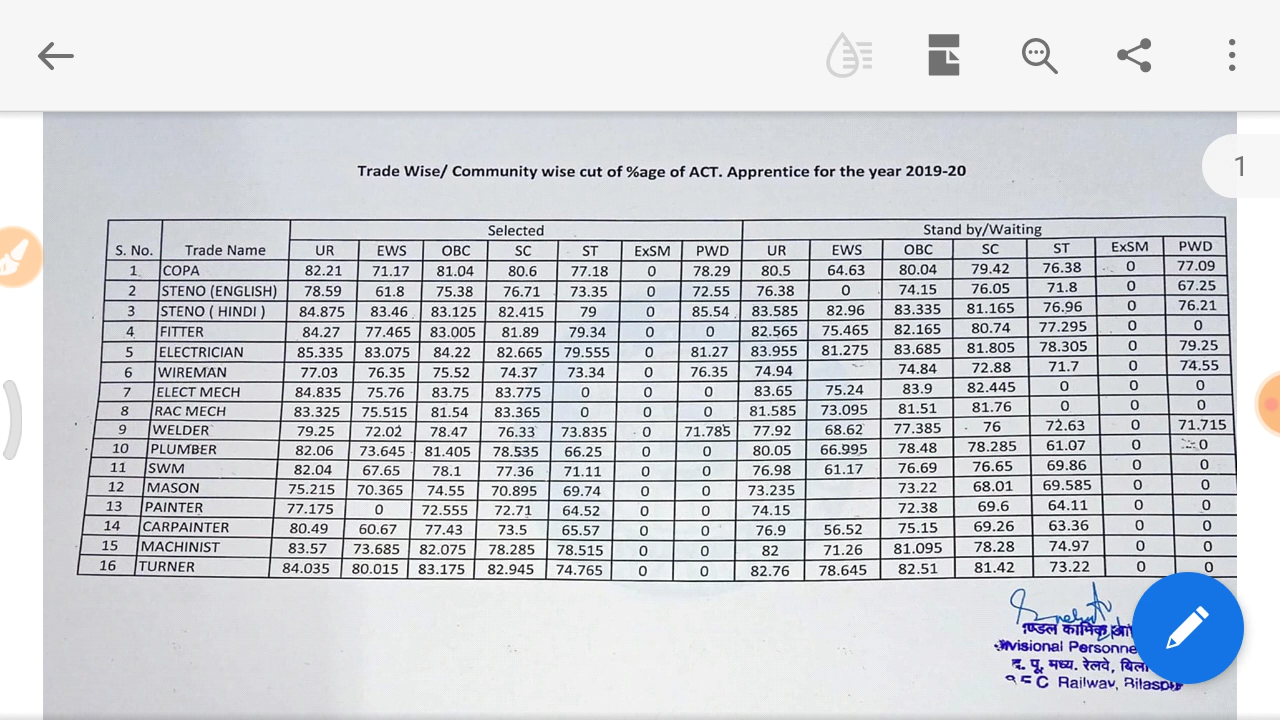 1
Trade Wise/ Community wise cut of %age of ACT. Apprentice for the year 2019-20
S. No. Trade Name Selected Stand by/Waiting
UR EWS OBC SC ST ExSM PWD UR EWS OBC SC ST ExSM PWD
1 COPA 82.21 71.17 81.04 80.6 77.18 0 78.29 80.5 64.63 80.04 79.42 76.38 0 77.09
2 STENO (ENGLISH) 78.59 61.8 75.38 76.71 73.35 0 72.55 76.38 0 74.15 76.05 71.8 0 67.25
3 STENO ( HINDI ) 84.875 83.46 83.125 82.415 79 0 85.54 83.585 82.96 83.335 81.165 76.96 0 76.21
4 FITTER 84.27 77.465 83.005 81.89 79.34 0 0 82.565 75.465 82.165 80.74 77.295 0 0
5 ELECTRICIAN 85.335 83.075 84.22 82.665 79.555 0 81.27 83.955 81.275 83.685 81.805 78.305 0 79.25
6 WIREMAN 77.03 76.35 75.52 74.37 73.34 0 76.35 74.94 74.84 72.88 71.7 0 74.55
7 ELECT MECH 84.835 75.76 83.75 83.775 0 0 0 83.65 75.24 83.9 82.445 0 0 0
8 RAC MECH 83.325 75.515 81.54 83.365 0 0 0 81.585 73.095 81.51 81.76 0 0 0
9 WELDER 79.25 72.02 78.47 76.33 73.835 0 71.785 77.92 68.62 77.385 76 72.63 0 71.715
10 PLUMBER 82.06 73.645 81.405 78.535 66.25 0 0 80.05 66.995 78.48 78.285 61.07 0 0
11 SWM 82.04 67.65 78.1 77.36 71.11 0 0 76.98 61.17 76.69 76.65 69.86 0 0
12 MASON 75.215 70.365 74.55 70.895 69.74 0 0 73.235 73.22 68.01 69.585 0 0
13 PAINTER 77.175 0 72.555 72.71 64.52 0 0 74.15 72.38 69.6 64.11 0 0
14 CARPAINTER 80.49 60.67 77.43 73.5 65.57 0 0 76.9 56.52 75.15 69.26 63.36 0 0
15 MACHINIST 83.57 73.685 82.075 78.285 78.515 0 0 82 71.26 81.095 78.28 74.97 0 0
16 TURNER 84.035 80.015 83.175 82.945 74.765 0 0 82.76 78.645 82.51 81.42 73.22 0 0
कार्मिक
Personne
द. पू. मध्य. रेलवे, बिला
Railway, Bilaspur